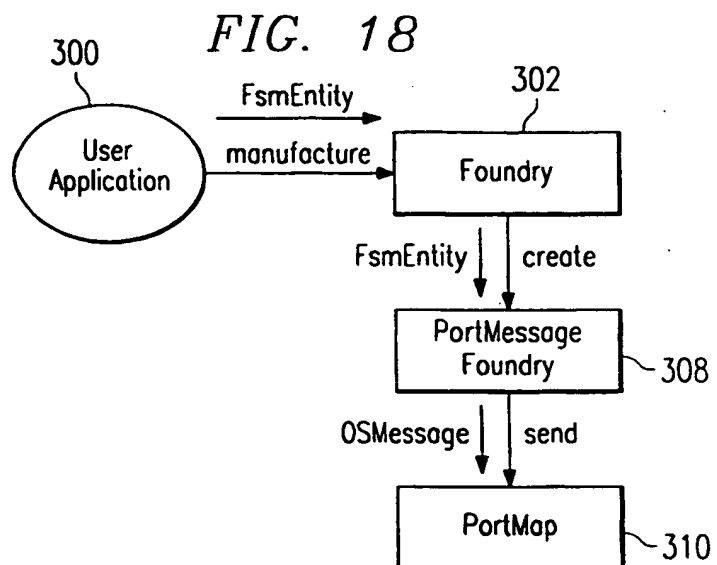 FIG. 18
300
FsmEntity
302
User
Application
manufacture
Foundry
FsmEntity
create
PortMessage
Foundry
308
OSMessage
send
PortMap
310